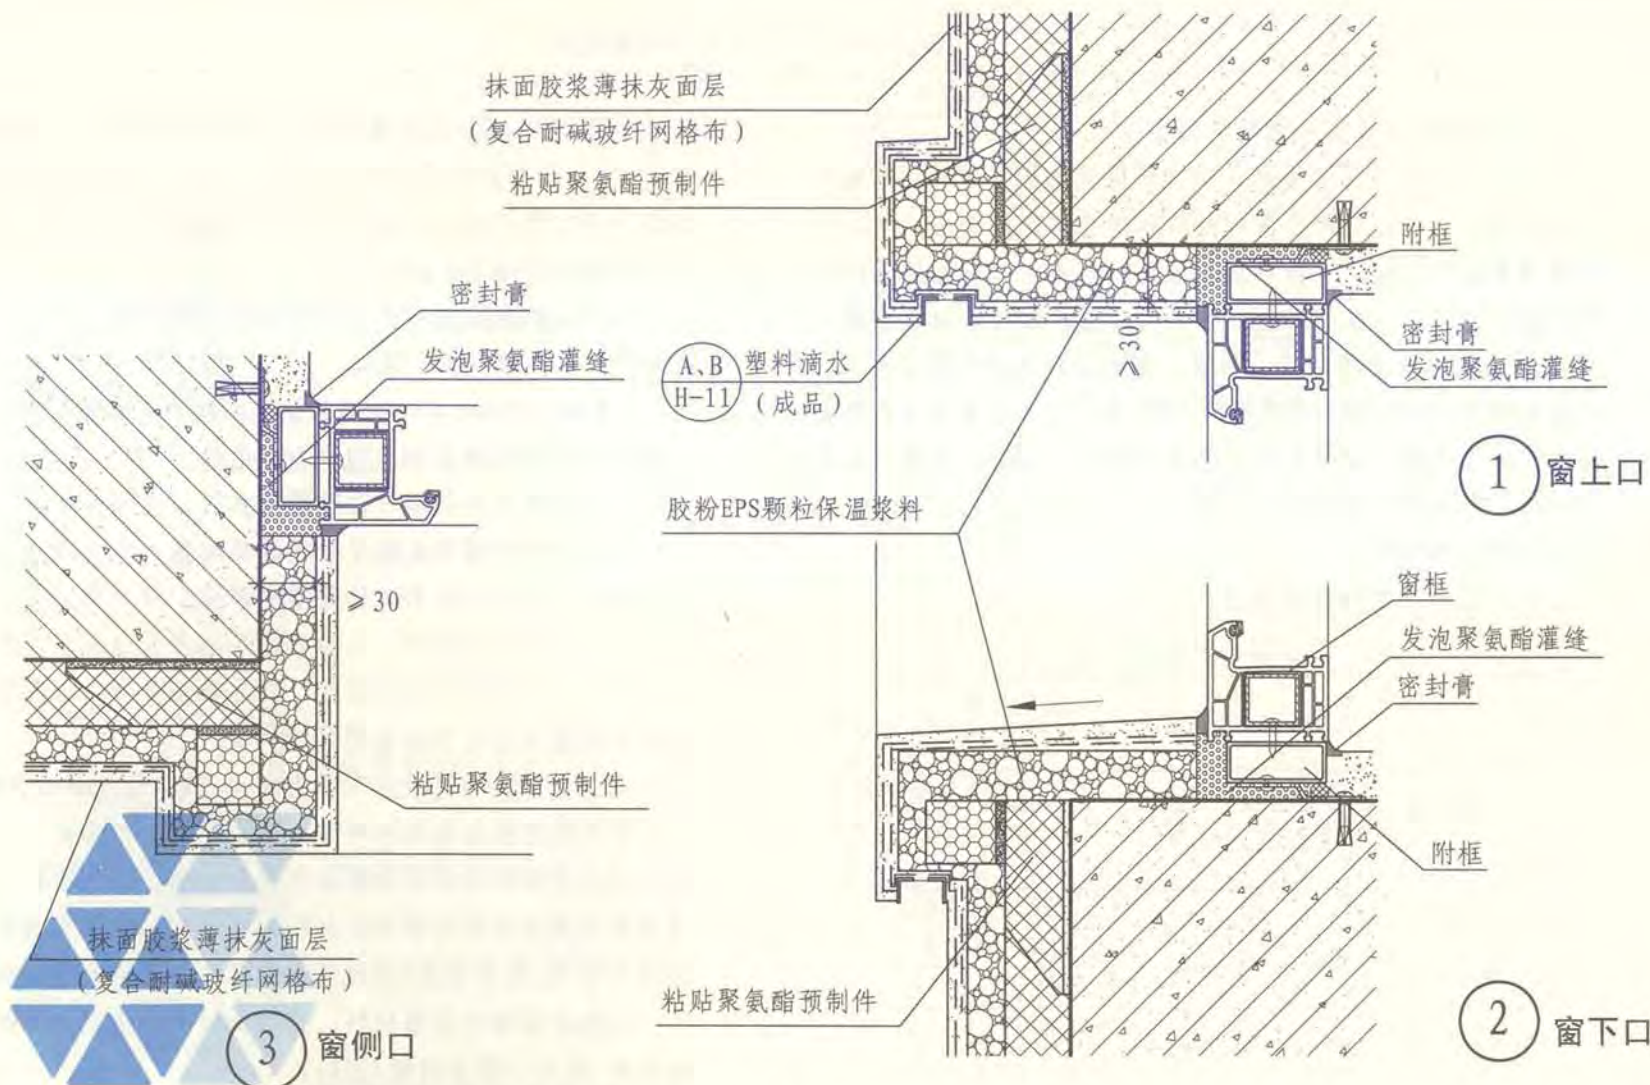 抹面胶浆薄抹灰面层
(复合耐碱玻纤网格布)
粘贴聚氨酯预制件
附框
密封膏
发泡聚氨酯灌缝
A、B
H-11
塑料滴水
(成品)
≥30
1
窗上口
密封膏
发泡聚氨酯灌缝
≥30
胶粉EPS颗粒保温浆料
窗框
发泡聚氨酯灌缝
密封膏
附框
粘贴聚氨酯预制件
2
窗下口
粘贴聚氨酯预制件
抹面胶浆薄抹灰面层
(复合耐碱玻纤网格布)
3
窗侧口